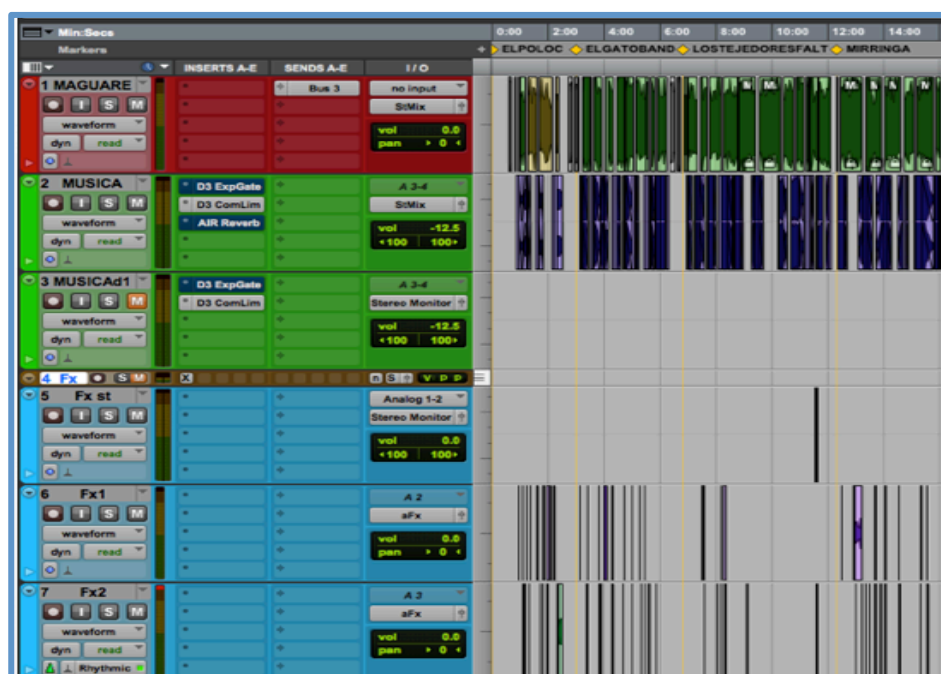 Min:Secs 0:00 2:00 4:00 6:00 8:00 10:00 12:00 14:00
Markers ELPOLOC ELGATOBAND LOSTEJEDORESFALT MIRRINGA
INSERTS A-E SENDS A-E I / O
1 MAGUARE Bus 3 no input
I S M StMix
waveform vol 0.0
dyn read pan 0
2 MUSICA D3 ExpGate A 3-4
I S M D3 ComLim StMix
waveform AIR Reverb vol -12.5
dyn read 100 100
3 MUSICAd1 D3 ExpGate A 3-4
I S M D3 ComLim Stereo Monitor
waveform vol -12.5
dyn read 100 100
4 Fx S M X n S V P P
5 Fx st Analog 1-2
I S M Stereo Monitor
waveform vol 0.0
dyn read 100 100
6 Fx1 A 2
I S M aFx
waveform vol 0.0
dyn read pan 0
7 Fx2 A 3
I S M aFx
waveform vol 0.0
dyn read pan 0
Rhythmic